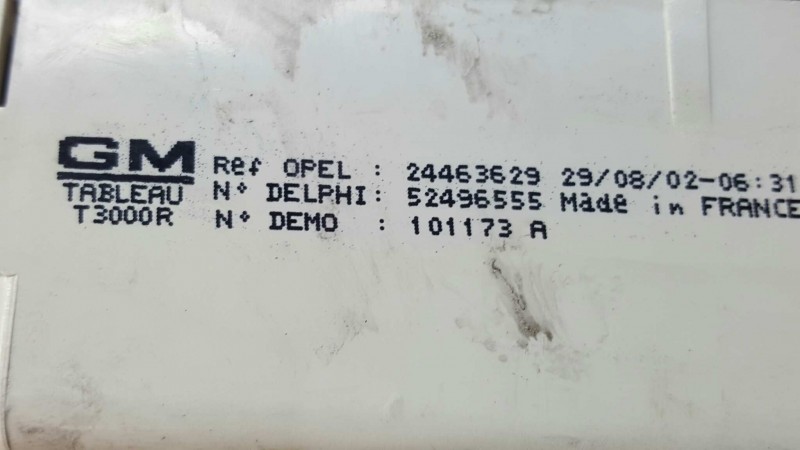 GM
TABLEAU
T3000R
Ref OPEL : 24463629 29/08/02-06:31
N° DELPHI: 52496555 Made in FRANCE
N° DEMO : 101173 A